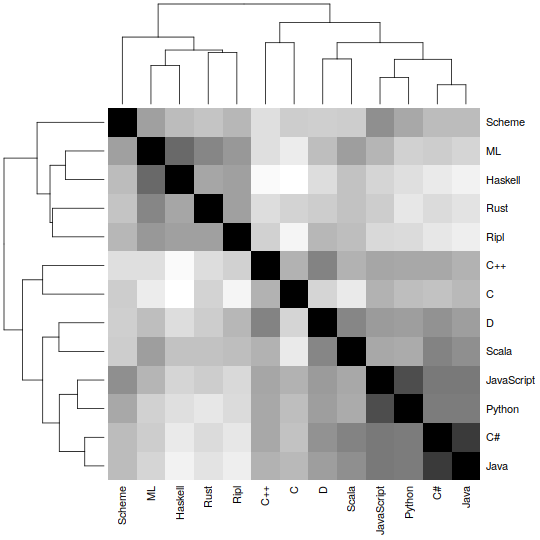 Scheme
ML
Haskell
Rust
Ripl
C++
C
D
Scala
JavaScript
Python
C#
Java
Scheme
ML
Haskell
Rust
Ripl
C++
C
D
Scala
JavaScript
Python
C#
Java